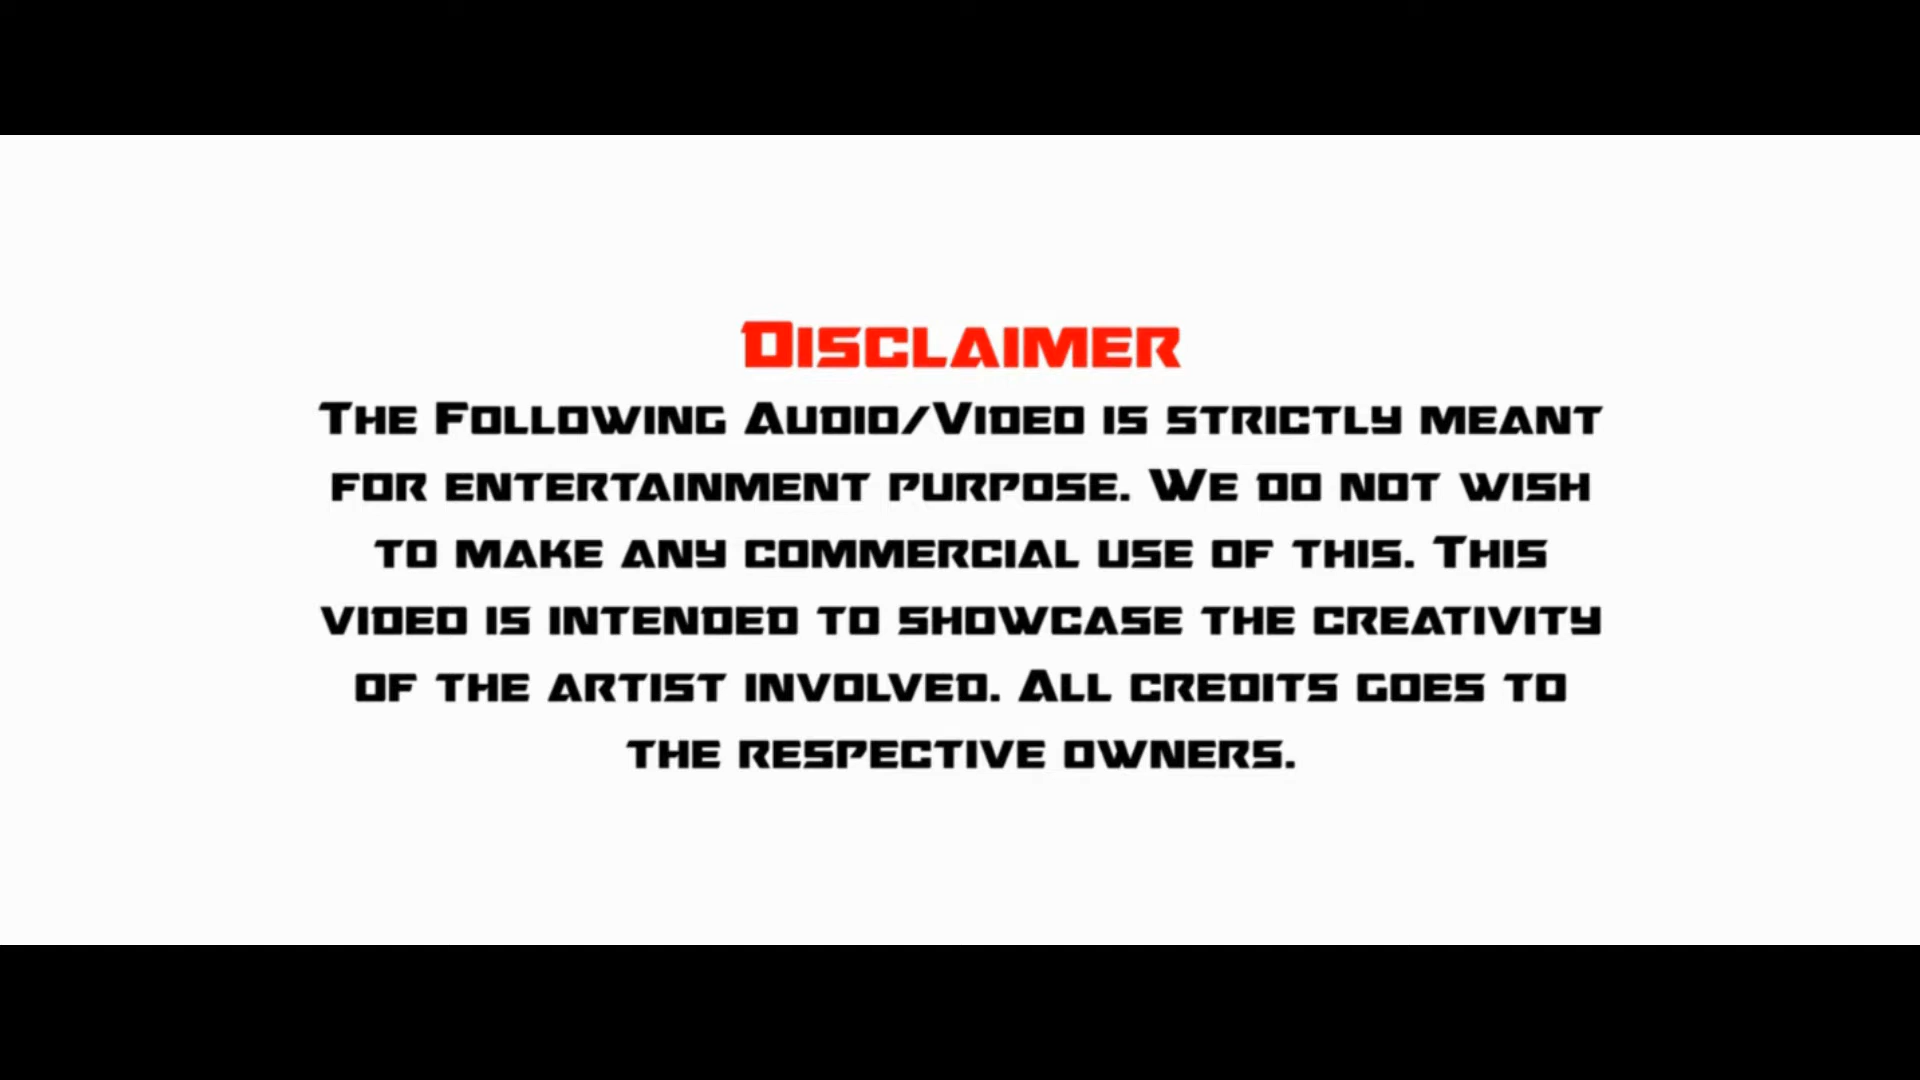 Disclaimer
The Following Audio/Video is strictly meant
for entertainment purpose. We do not wish
to make any commercial use of this. This
video is intended to showcase the creativity
of the artist involved. All credits goes to
the respective owners.